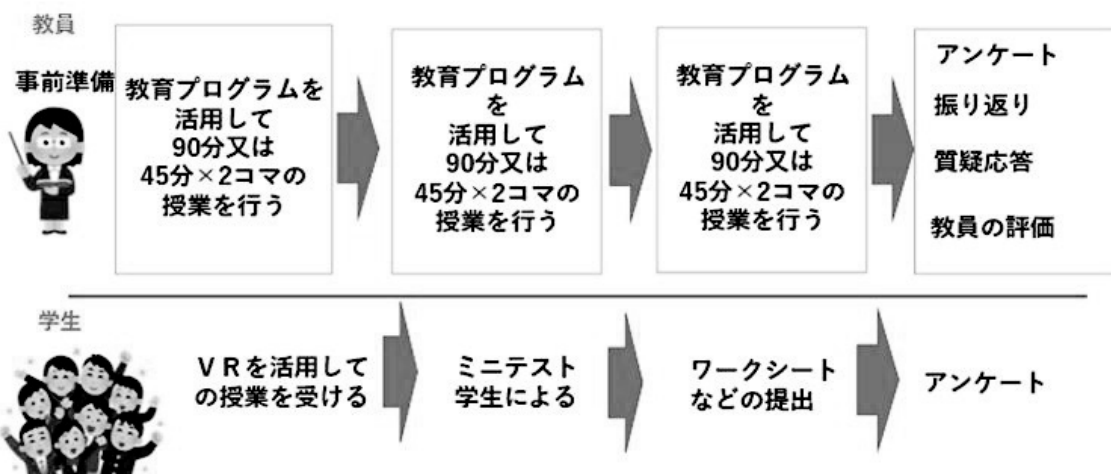 教員
事前準備
教育プログラムを
活用して
90分又は
45分×2コマの
授業を行う
教育プログラム
を
活用して
90分又は
45分×2コマの
授業を行う
教育プログラム
を
活用して
90分又は
45分×2コマの
授業を行う
アンケート
振り返り
質疑応答
教員の評価
学生
VRを活用して
の授業を受ける
ミニテスト
学生による
ワークシート
などの提出
アンケート